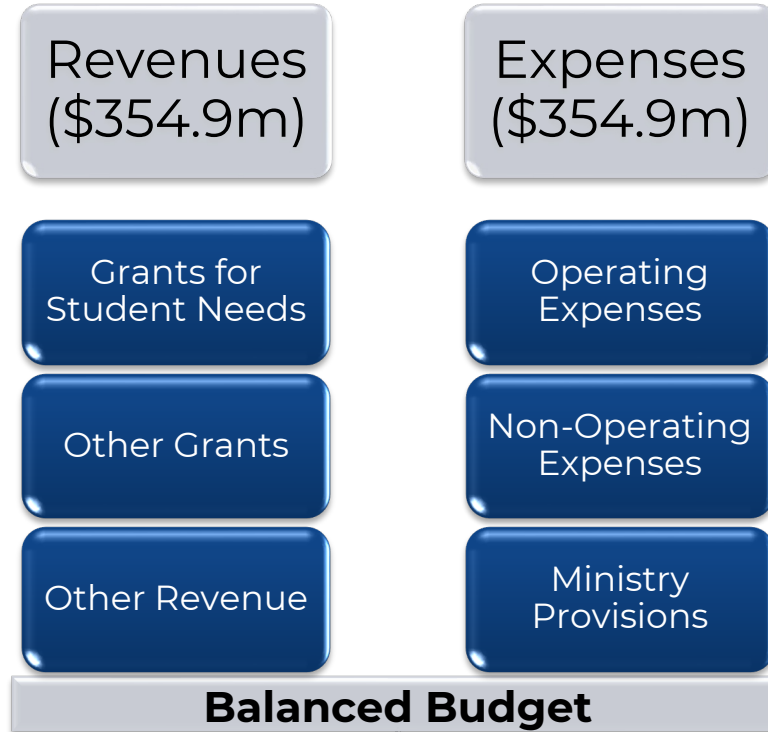 Revenues
($354.9m)
Grants for
Student Needs
Other Grants
Other Revenue
Expenses
($354.9m)
Operating
Expenses
Non-Operating
Expenses
Ministry
Provisions
Balanced Budget